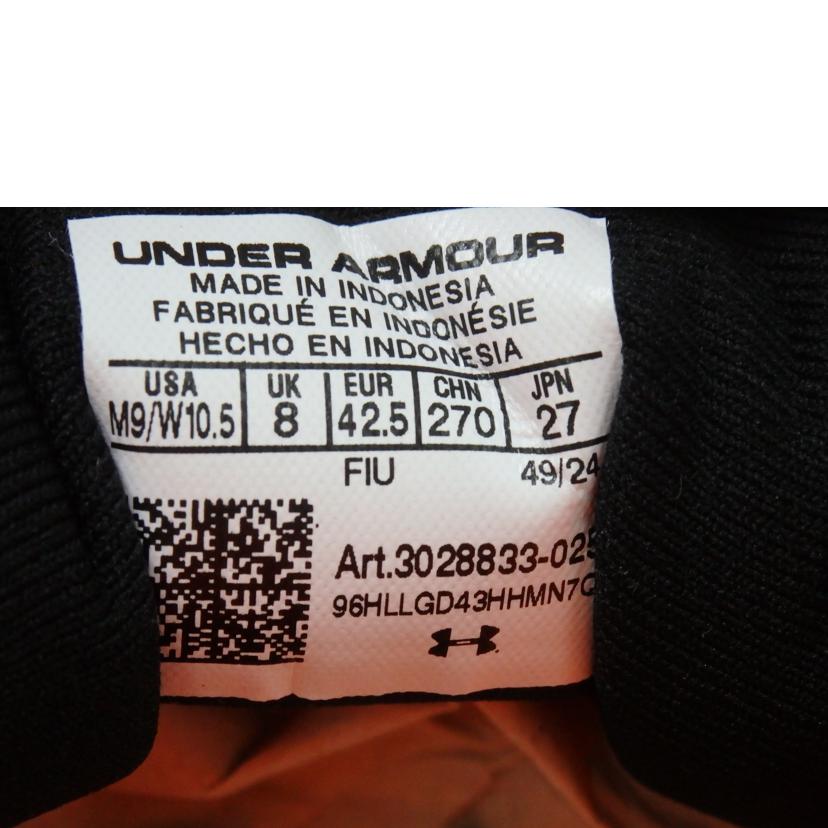 UNDER ARMOUR
MADE IN INDONESIA
FABRIQUÉ EN INDONÉSIE
HECHO EN INDONESIA
USA UK EUR CHN JPN
M9/W10.5 8 42.5 270 27
FIU 49/24
Art.3028833-025